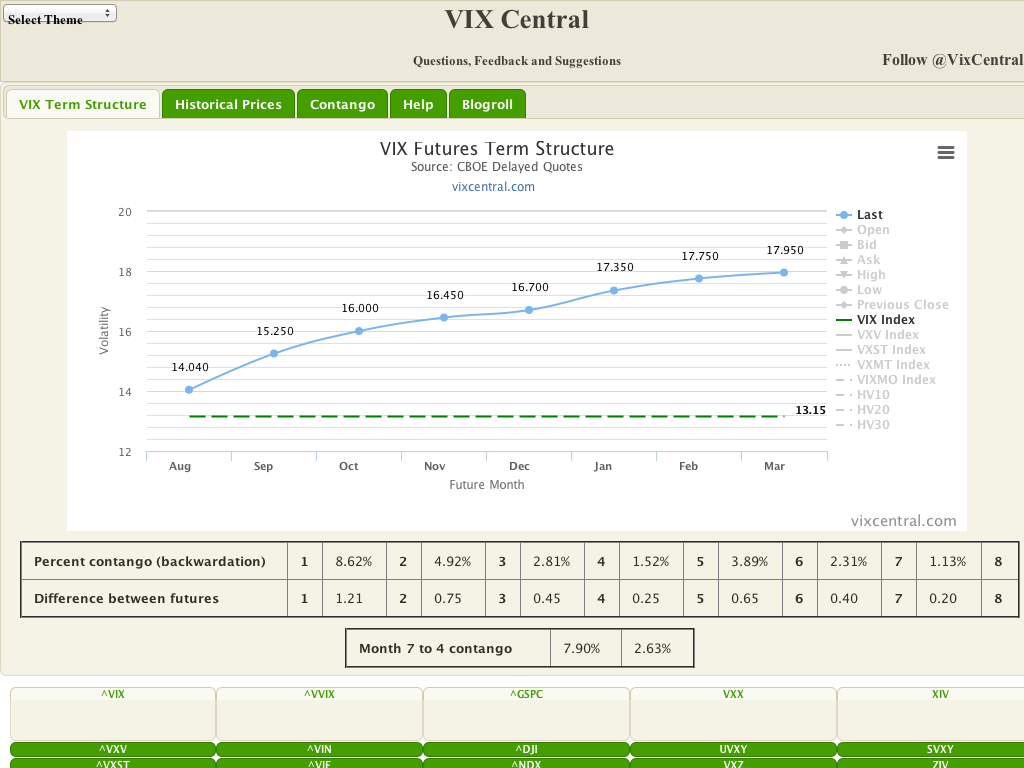 Select Theme
VIX Central
Questions, Feedback and Suggestions
Follow @VixCentral
VIX Term Structure Historical Prices Contango Help Blogroll
VIX Futures Term Structure
Source: CBOE Delayed Quotes
vixcentral.com
Volatility
20
18
16
14
12
14.040
15.250
16.000
16.450
16.700
17.350
17.750
17.950
13.15
Aug Sep Oct Nov Dec Jan Feb Mar
Future Month
Last
Open
Bid
Ask
High
Low
Previous Close
VIX Index
VXV Index
VXST Index
VXMT Index
VIXMO Index
HV10
HV20
HV30
vixcentral.com
Percent contango (backwardation) 1 8.62% 2 4.92% 3 2.81% 4 1.52% 5 3.89% 6 2.31% 7 1.13% 8
Difference between futures 1 1.21 2 0.75 3 0.45 4 0.25 5 0.65 6 0.40 7 0.20 8
Month 7 to 4 contango 7.90% 2.63%
^VIX ^VVIX ^GSPC VXX XIV
^VXV ^VIN ^DJI UVXY SVXY
^VXST ^VIF ^NDX VXZ ZIV